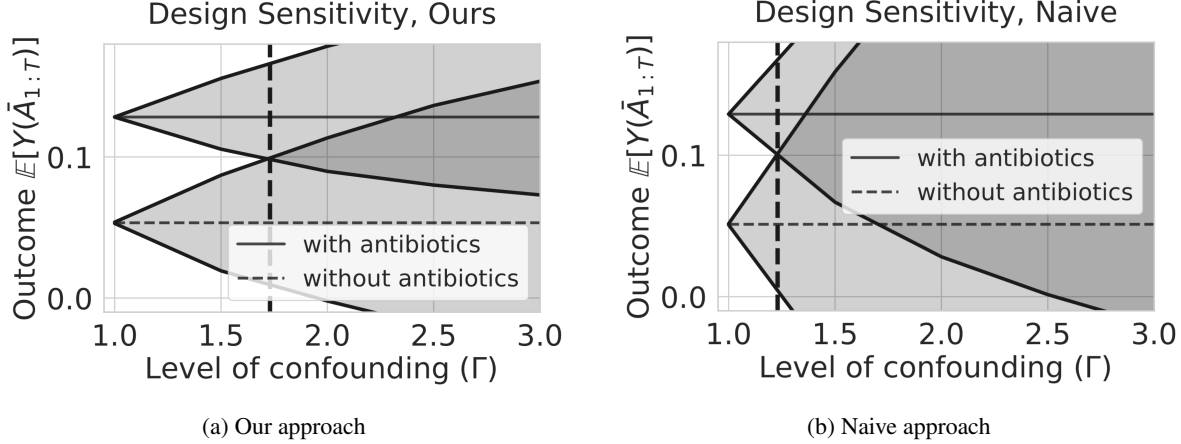 Design Sensitivity, Ours
Outcome 𝔼[Y(Ā₁:T)]
0.1
0.0
with antibiotics
without antibiotics
1.0 1.5 2.0 2.5 3.0
Level of confounding (Γ)
(a) Our approach
Design Sensitivity, Naive
Outcome 𝔼[Y(Ā₁:T)]
0.1
0.0
with antibiotics
without antibiotics
1.0 1.5 2.0 2.5 3.0
Level of confounding (Γ)
(b) Naive approach